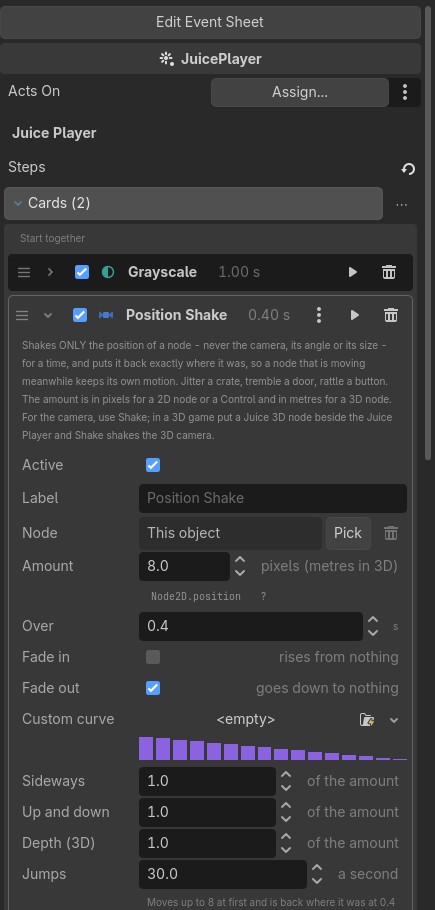 Edit Event Sheet
JuicePlayer
Acts On
Assign...
Juice Player
Steps
Cards (2)
...
Start together
Grayscale 1.00 s
Position Shake 0.40 s
Shakes ONLY the position of a node - never the camera, its angle or its size -
for a time, and puts it back exactly where it was, so a node that is moving
meanwhile keeps its own motion. Jitter a crate, tremble a door, rattle a button.
The amount is in pixels for a 2D node or a Control and in metres for a 3D node.
For the camera, use Shake; in a 3D game put a Juice 3D node beside the Juice
Player and Shake shakes the 3D camera.
Active
Label Position Shake
Node This object Pick
Amount 8.0 pixels (metres in 3D)
Node2D.position ?
Over 0.4 s
Fade in rises from nothing
Fade out goes down to nothing
Custom curve <empty>
Sideways 1.0 of the amount
Up and down 1.0 of the amount
Depth (3D) 1.0 of the amount
Jumps 30.0 a second
Moves up to 8 at first and is back where it was at 0.4